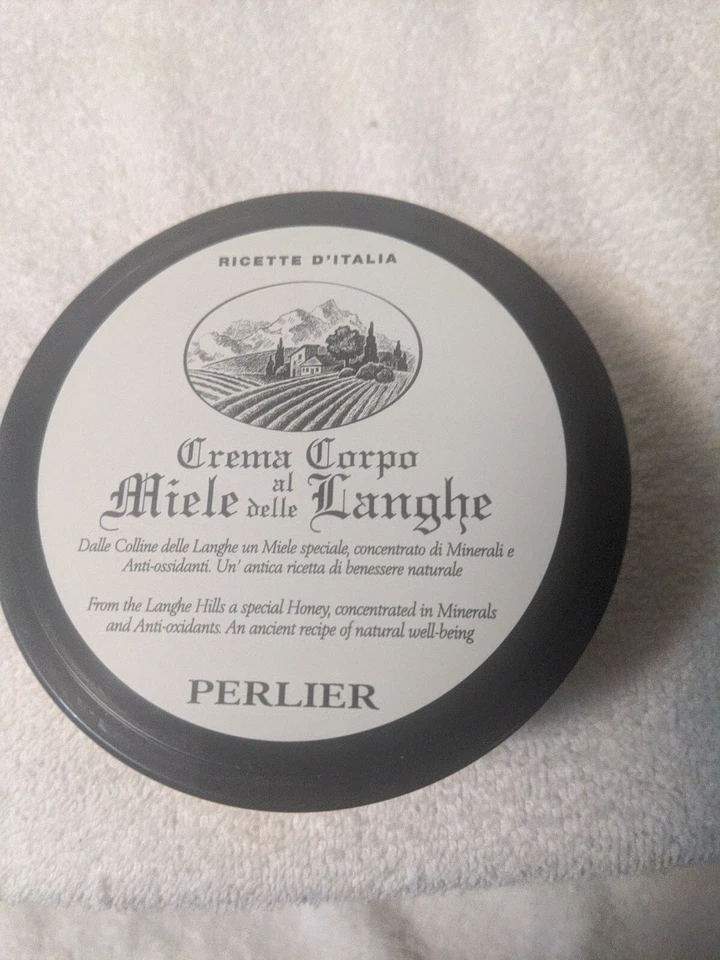 RICETTE D'ITALIA
Crema Corpo
al
Miele delle Langhe
Dalle Colline delle Langhe un Miele speciale, concentrato di Minerali e
Anti-ossidanti. Un' antica ricetta di benessere naturale
From the Langhe Hills a special Honey, concentrated in Minerals
and Anti-oxidants. An ancient recipe of natural well-being
PERLIER